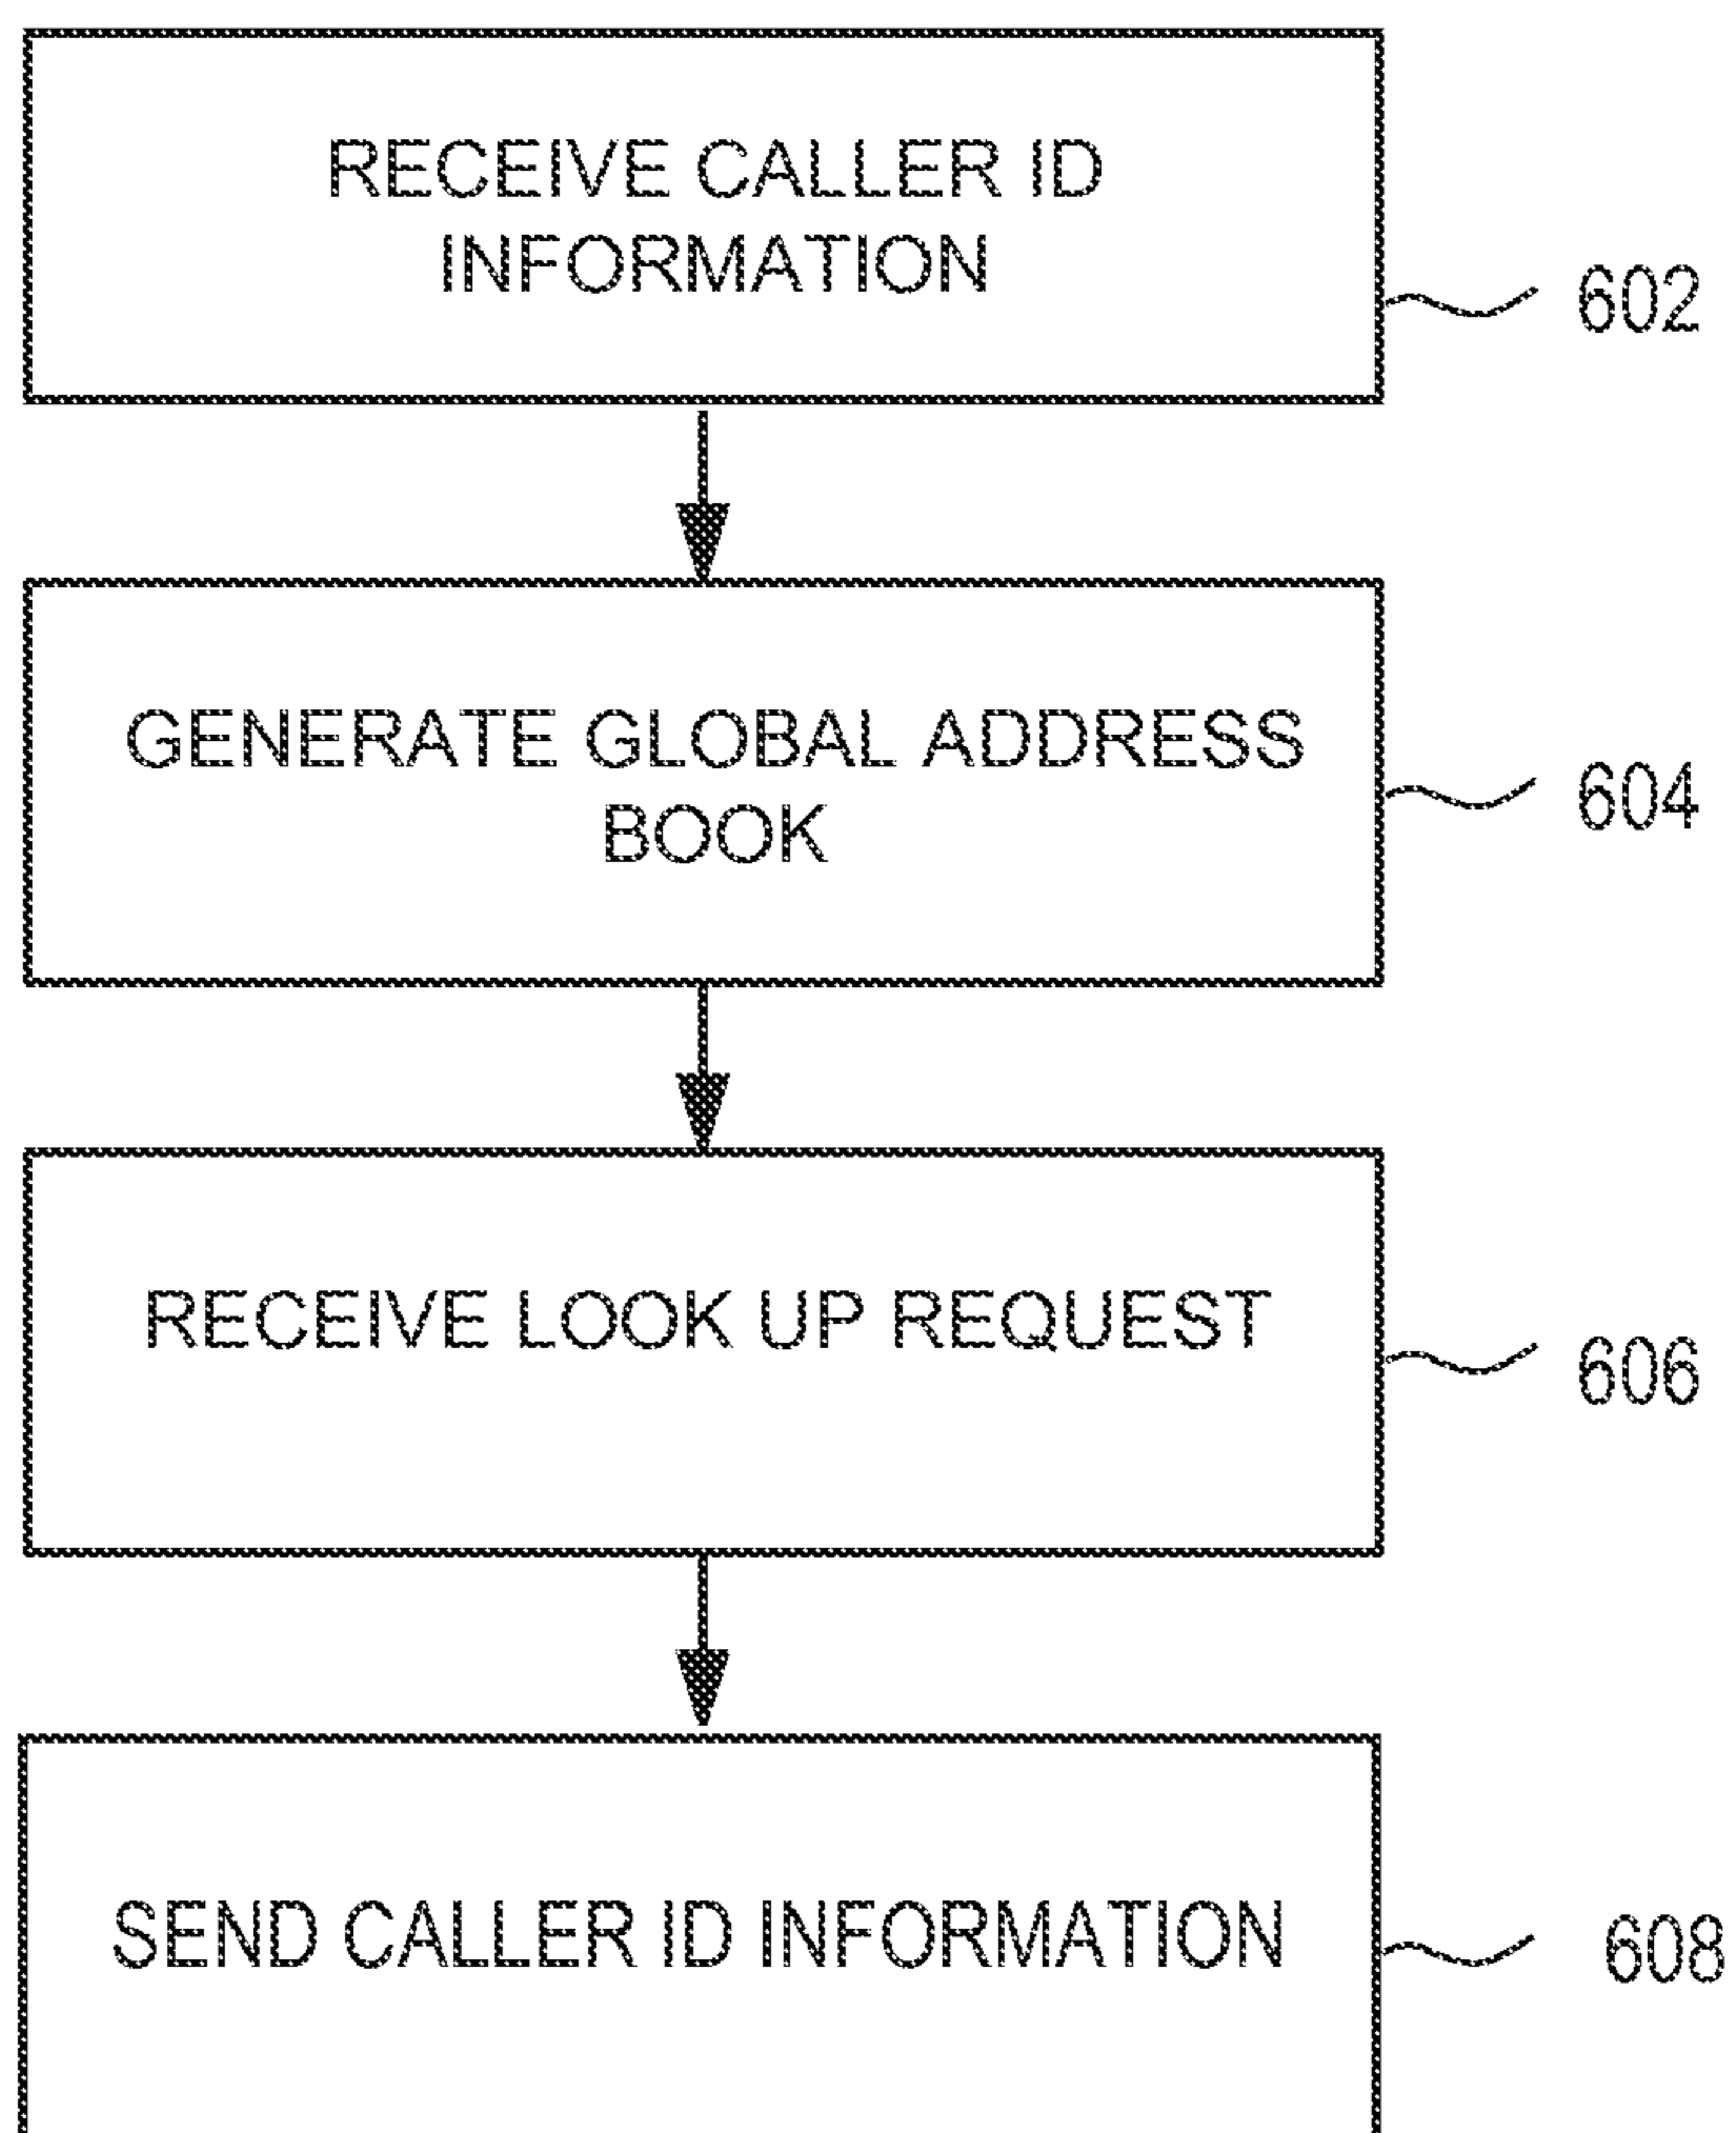 RECEIVE CALLER ID
INFORMATION
602
GENERATE GLOBAL ADDRESS
BOOK
604
RECEIVE LOOK UP REQUEST
606
SEND CALLER ID INFORMATION
608